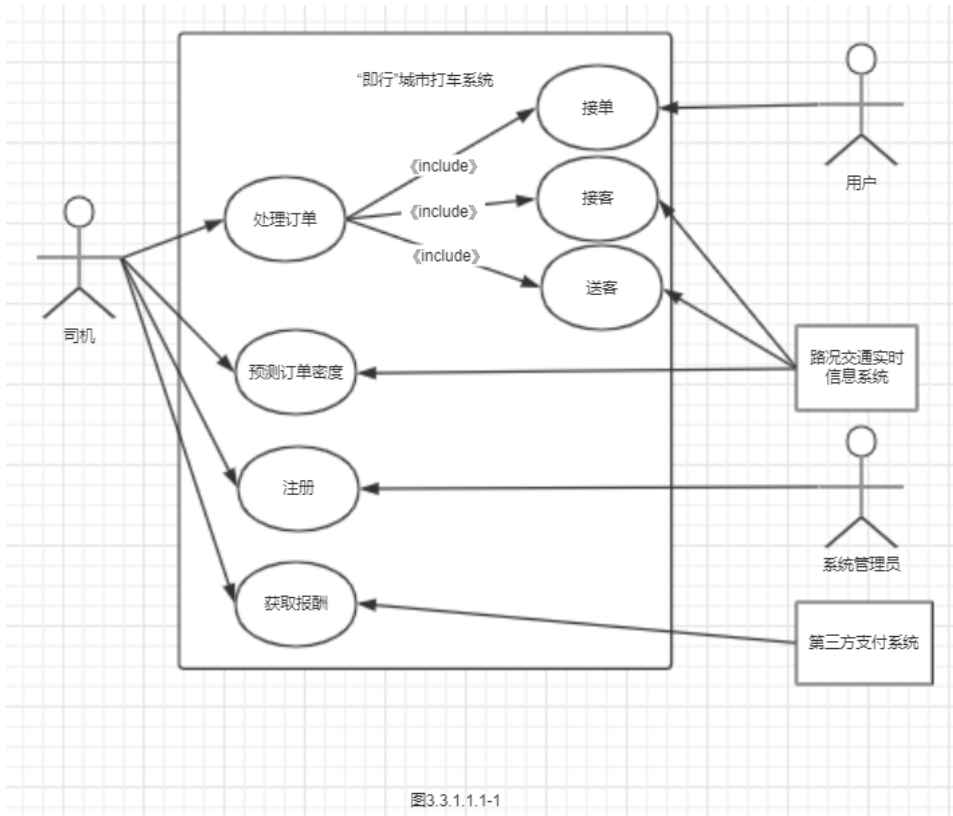 “即行”城市打车系统
接单
用户
《include》
处理订单
《include》
接客
《include》
送客
司机
预测订单密度
路况交通实时
信息系统
注册
系统管理员
获取报酬
第三方支付系统
图3.3.1.1.1-1